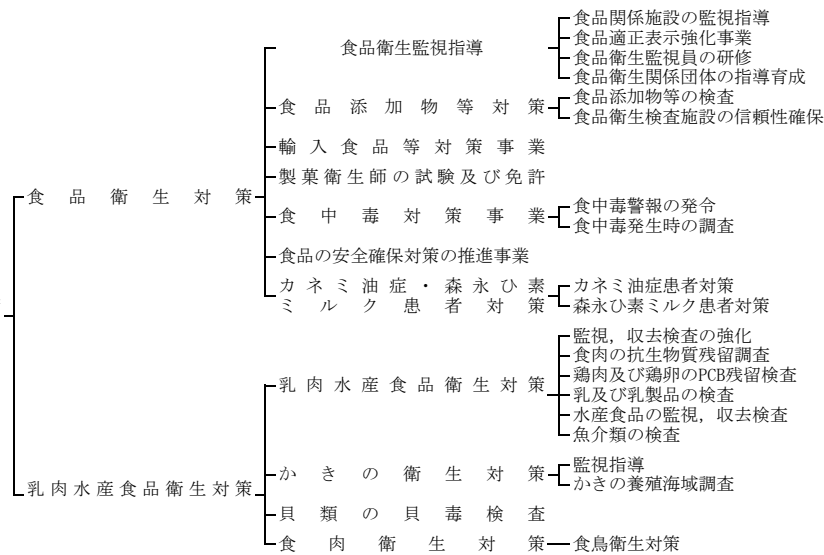 食品衛生対策
食品衛生監視指導
食品関係施設の監視指導
食品適正表示強化事業
食品衛生監視員の研修
食品衛生関係団体の指導育成
食品添加物等対策
食品添加物等の検査
食品衛生検査施設の信頼性確保
輸入食品等対策事業
製菓衛生師の試験及び免許
食中毒対策事業
食中毒警報の発令
食中毒発生時の調査
食品の安全確保対策の推進事業
カネミ油症・森永ひ素
ミルク患者対策
カネミ油症患者対策
森永ひ素ミルク患者対策
乳肉水産食品衛生対策
乳肉水産食品衛生対策
監視，収去検査の強化
食肉の抗生物質残留調査
鶏肉及び鶏卵のPCB残留検査
乳及び乳製品の検査
水産食品の監視，収去検査
魚介類の検査
かきの衛生対策
監視指導
かきの養殖海域調査
貝類の貝毒検査
食肉衛生対策
食鳥衛生対策